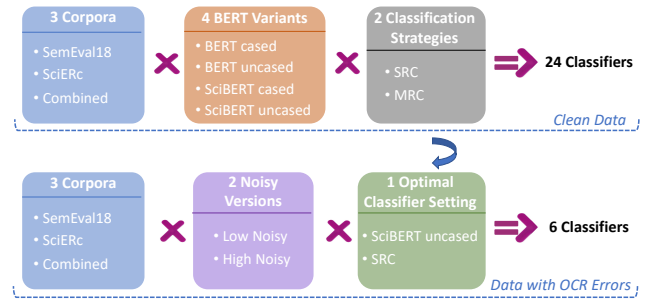 3 Corpora
• SemEval18
• SciERc
• Combined
4 BERT Variants
• BERT cased
• BERT uncased
• SciBERT cased
• SciBERT uncased
2 Classification
Strategies
• SRC
• MRC
24 Classifiers
Clean Data
3 Corpora
• SemEval18
• SciERc
• Combined
2 Noisy
Versions
• Low Noisy
• High Noisy
1 Optimal
Classifier Setting
• SciBERT uncased
• SRC
6 Classifiers
Data with OCR Errors